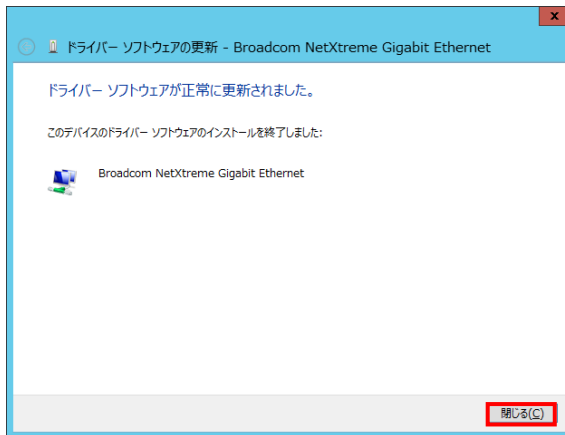 x
ドライバー ソフトウェアの更新 - Broadcom NetXtreme Gigabit Ethernet
ドライバー ソフトウェアが正常に更新されました。
このデバイスのドライバー ソフトウェアのインストールを終了しました:
Broadcom NetXtreme Gigabit Ethernet
閉じる(C)